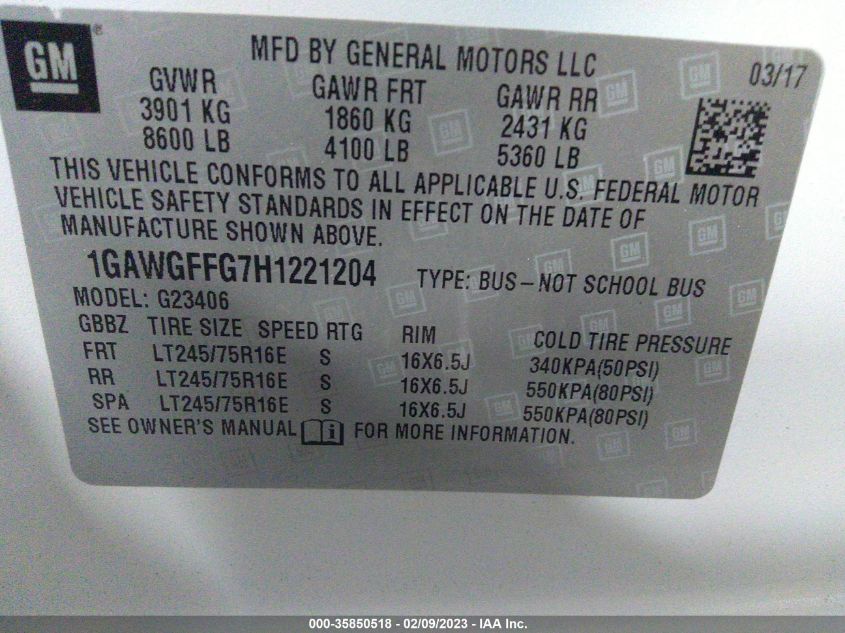 GM®
MFD BY GENERAL MOTORS LLC
03/17
GVWR GAWR FRT GAWR RR
3901 KG 1860 KG 2431 KG
8600 LB 4100 LB 5360 LB
THIS VEHICLE CONFORMS TO ALL APPLICABLE U.S. FEDERAL MOTOR
VEHICLE SAFETY STANDARDS IN EFFECT ON THE DATE OF
MANUFACTURE SHOWN ABOVE.
1GAWGFFG7H1221204 TYPE: BUS-NOT SCHOOL BUS
MODEL: G23406
GBBZ TIRE SIZE SPEED RTG RIM COLD TIRE PRESSURE
FRT LT245/75R16E S 16X6.5J 340KPA(50PSI)
RR LT245/75R16E S 16X6.5J 550KPA(80PSI)
SPA LT245/75R16E S 16X6.5J 550KPA(80PSI)
SEE OWNER'S MANUAL i FOR MORE INFORMATION.
000-35850518 - 02/09/2023 - IAA Inc.